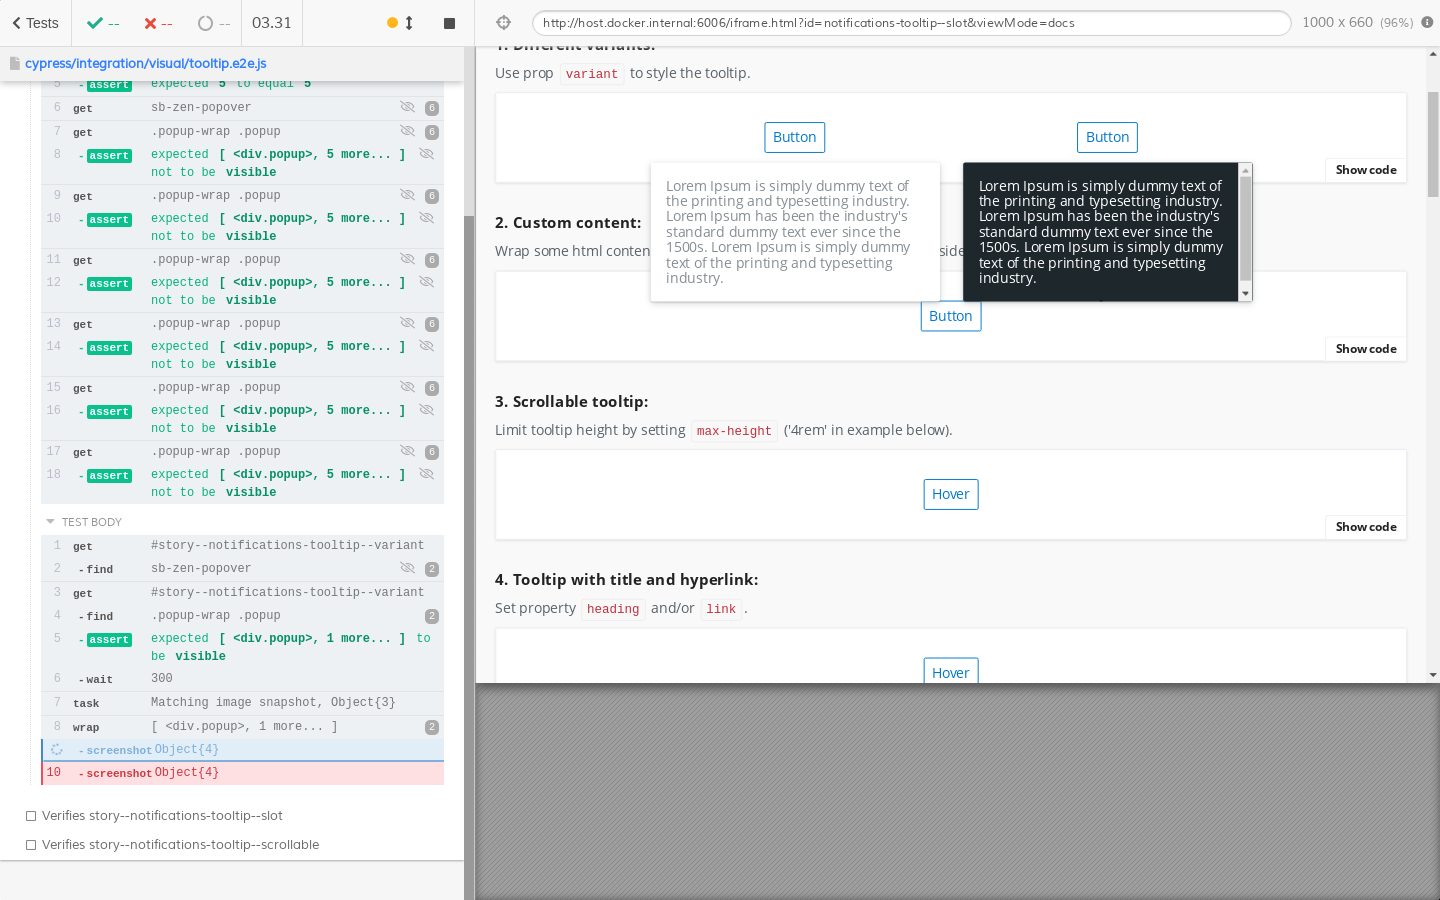 Tests
--
--
--
03.31
http://host.docker.internal:6006/iframe.html?id=notifications-tooltip--slot&viewMode=docs
1000 x 660 (96%)
cypress/integration/visual/tooltip.e2e.js
5 -assert expected 5 to equal 5
6 get sb-zen-popover 6
7 get .popup-wrap .popup 6
8 -assert expected [ <div.popup>, 5 more... ]
not to be visible
9 get .popup-wrap .popup 6
10 -assert expected [ <div.popup>, 5 more... ]
not to be visible
11 get .popup-wrap .popup 6
12 -assert expected [ <div.popup>, 5 more... ]
not to be visible
13 get .popup-wrap .popup 6
14 -assert expected [ <div.popup>, 5 more... ]
not to be visible
15 get .popup-wrap .popup 6
16 -assert expected [ <div.popup>, 5 more... ]
not to be visible
17 get .popup-wrap .popup 6
18 -assert expected [ <div.popup>, 5 more... ]
not to be visible
TEST BODY
1 get #story--notifications-tooltip--variant
2 -find sb-zen-popover 2
3 get #story--notifications-tooltip--variant
4 -find .popup-wrap .popup 2
5 -assert expected [ <div.popup>, 1 more... ] to
be visible
6 -wait 300
7 task Matching image snapshot, Object{3}
8 wrap [ <div.popup>, 1 more... ] 2
-screenshot Object{4}
10 -screenshot Object{4}
Verifies story--notifications-tooltip--slot
Verifies story--notifications-tooltip--scrollable
1. Different variants:
Use prop variant to style the tooltip.
Button
Button
Show code
Lorem Ipsum is simply dummy text of
the printing and typesetting industry.
Lorem Ipsum has been the industry's
standard dummy text ever since the
1500s. Lorem Ipsum is simply dummy
text of the printing and typesetting
industry.
Lorem Ipsum is simply dummy text of
the printing and typesetting industry.
Lorem Ipsum has been the industry's
standard dummy text ever since the
1500s. Lorem Ipsum is simply dummy
text of the printing and typesetting
industry.
2. Custom content:
Wrap some html conten side
Button
Show code
3. Scrollable tooltip:
Limit tooltip height by setting max-height ('4rem' in example below).
Hover
Show code
4. Tooltip with title and hyperlink:
Set property heading and/or link .
Hover